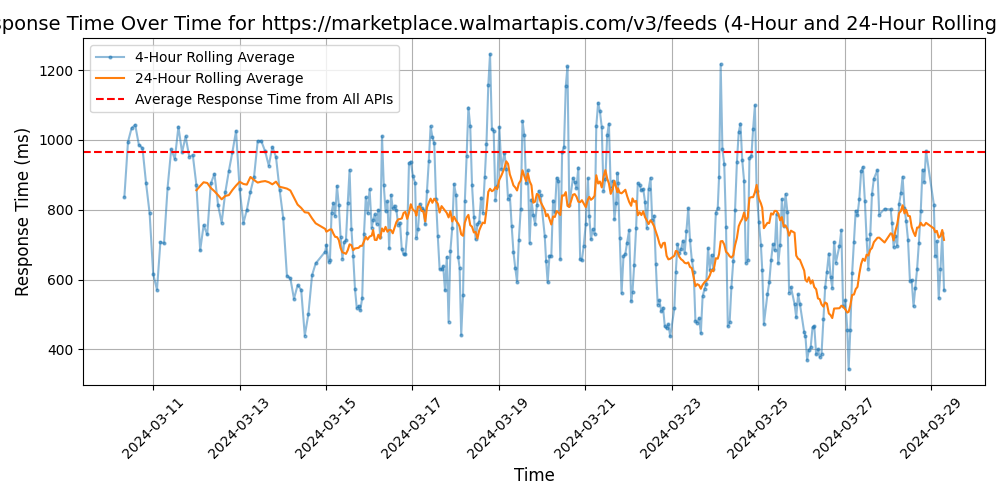 sponse Time Over Time for https://marketplace.walmartapis.com/v3/feeds (4-Hour and 24-Hour Rolling
4-Hour Rolling Average
24-Hour Rolling Average
Average Response Time from All APIs
Response Time (ms)
1200
1000
800
600
400
2024-03-11
2024-03-13
2024-03-15
2024-03-17
2024-03-19
2024-03-21
2024-03-23
2024-03-25
2024-03-27
2024-03-29
Time